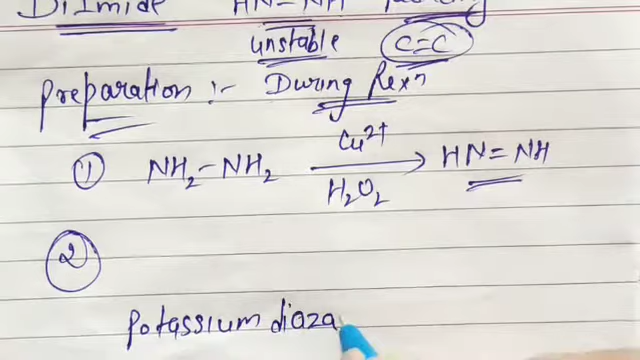 DiImide HN=NH
unstable C=C
Preparation :- During Rexn
① NH2-NH2 Cu2+ H2O2 → HN=NH
②
Potassium diaza